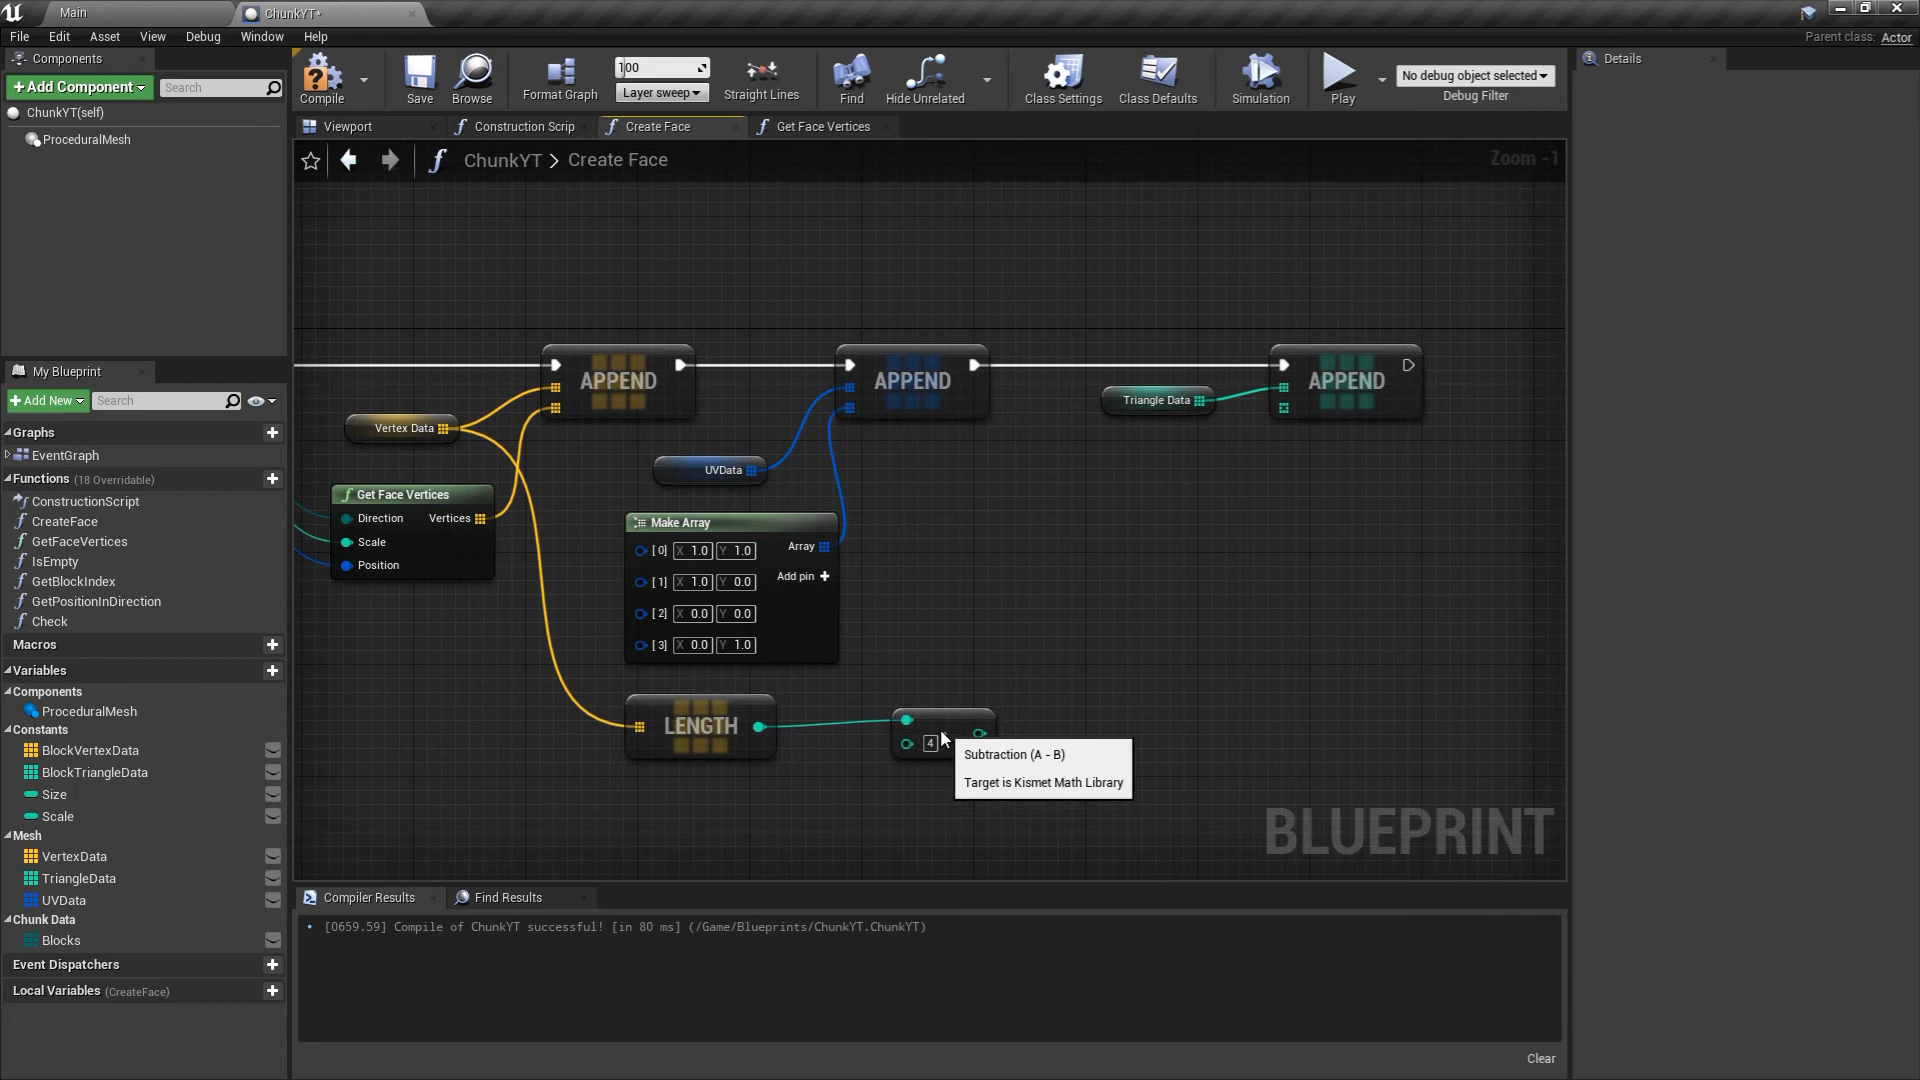 Main
ChunkYT*
File Edit Asset View Debug Window Help
Parent class: Actor
Components
+Add Component
Search
ChunkYT(self)
ProceduralMesh
Compile
Save
Browse
Format Graph
100
Layer sweep
Straight Lines
Find
Hide Unrelated
Class Settings
Class Defaults
Simulation
Play
No debug object selected
Debug Filter
Details
Viewport
Construction Scrip
Create Face
Get Face Vertices
ChunkYT > Create Face
Zoom -1
My Blueprint
+Add New
Search
Graphs
EventGraph
Functions (18 Overridable)
ConstructionScript
CreateFace
GetFaceVertices
IsEmpty
GetBlockIndex
GetPositionInDirection
Check
Macros
Variables
Components
ProceduralMesh
Constants
BlockVertexData
BlockTriangleData
Size
Scale
Mesh
VertexData
TriangleData
UVData
Chunk Data
Blocks
Event Dispatchers
Local Variables (CreateFace)
APPEND
APPEND
APPEND
Vertex Data
Triangle Data
UVData
Get Face Vertices
Direction Vertices
Scale
Position
Make Array
[0] X 1.0 Y 1.0 Array
[1] X 1.0 Y 0.0 Add pin +
[2] X 0.0 Y 0.0
[3] X 0.0 Y 1.0
LENGTH
4
Subtraction (A - B)
Target is Kismet Math Library
BLUEPRINT
Compiler Results
Find Results
[0659.59] Compile of ChunkYT successful! [in 80 ms] (/Game/Blueprints/ChunkYT.ChunkYT)
Clear